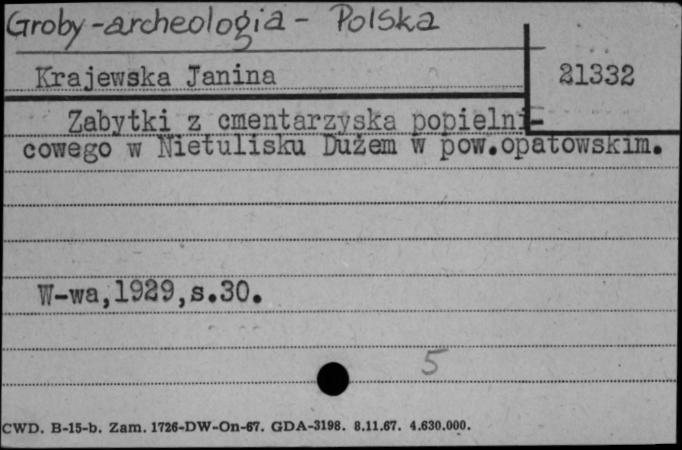 Groby-archeologia - Polska
Krajewska Janina
21332
Zabytki z cmentarzyska popielni-
cowego w Nietulisku Dużem w pow.opatowskim.
W-wa,1929,s.30.
5
CWD. B-15-b. Zam. 1726-DW-On-67. GDA-3198. 8.11.67. 4.630.000.